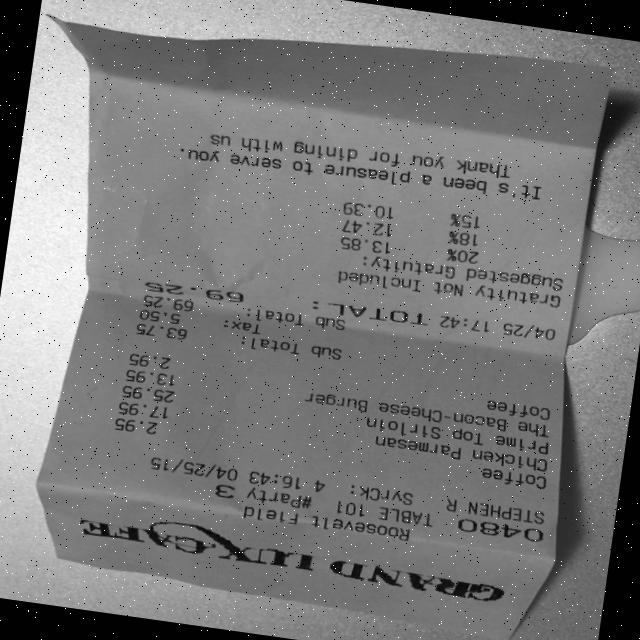 GRAND LUX CAFE
Roosevelt Field
0480 TABLE 101 #Party 3
STEPHEN R SvrCk: 4 16:43 04/25/15
Coffee 2.95
Chicken Parmesan 17.95
Prime Top Sirloin 25.95
The Bacon-Cheese Burger 13.95
Coffee 2.95
Sub Total: 63.75
Tax: 5.50
Sub Total: 69.25
04/25 17:42 TOTAL: 69.25
Gratuity Not Included
Suggested Gratuity:
20% 13.85
18% 12.47
15% 10.39
It's been a pleasure to serve you.
Thank you for dining with us